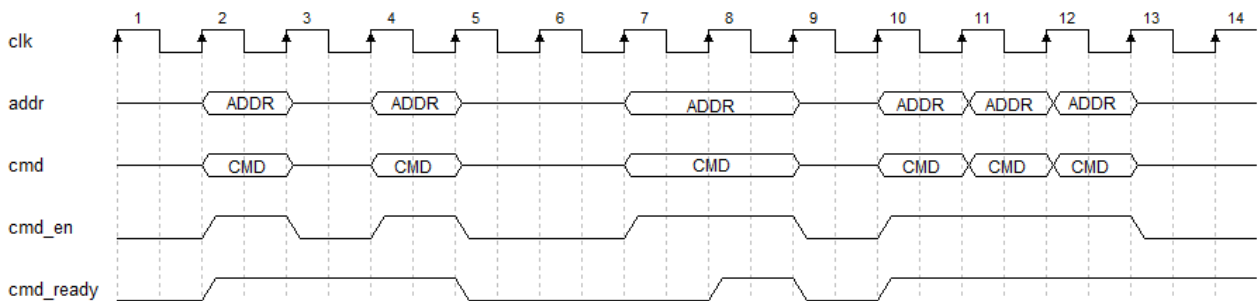 1 2 3 4 5 6 7 8 9 10 11 12 13 14
clk
addr ADDR ADDR ADDR ADDR ADDR ADDR
cmd CMD CMD CMD CMD CMD CMD
cmd_en
cmd_ready